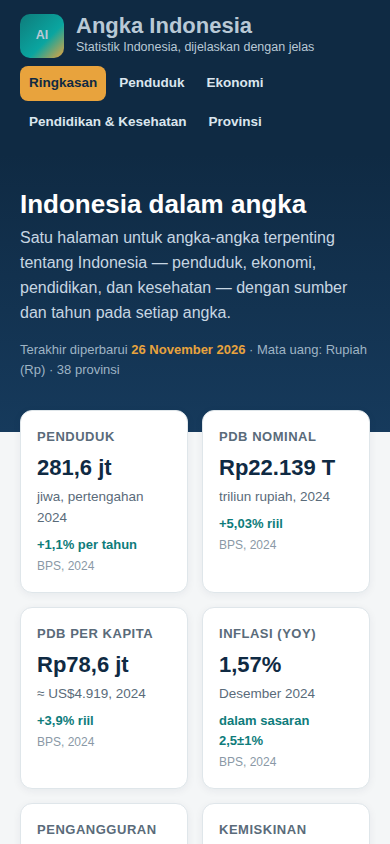 AI
Angka Indonesia
Statistik Indonesia, dijelaskan dengan jelas
Ringkasan
Penduduk
Ekonomi
Pendidikan & Kesehatan
Provinsi
Indonesia dalam angka
Satu halaman untuk angka-angka terpenting
tentang Indonesia — penduduk, ekonomi,
pendidikan, dan kesehatan — dengan sumber
dan tahun pada setiap angka.
Terakhir diperbarui 26 November 2026 · Mata uang: Rupiah
(Rp) · 38 provinsi
PENDUDUK
281,6 jt
jiwa, pertengahan
2024
+1,1% per tahun
BPS, 2024
PDB NOMINAL
Rp22.139 T
triliun rupiah, 2024
+5,03% riil
BPS, 2024
PDB PER KAPITA
Rp78,6 jt
≈ US$4.919, 2024
+3,9% riil
BPS, 2024
INFLASI (YOY)
1,57%
Desember 2024
dalam sasaran
2,5±1%
BPS, 2024
PENGANGGURAN
KEMISKINAN